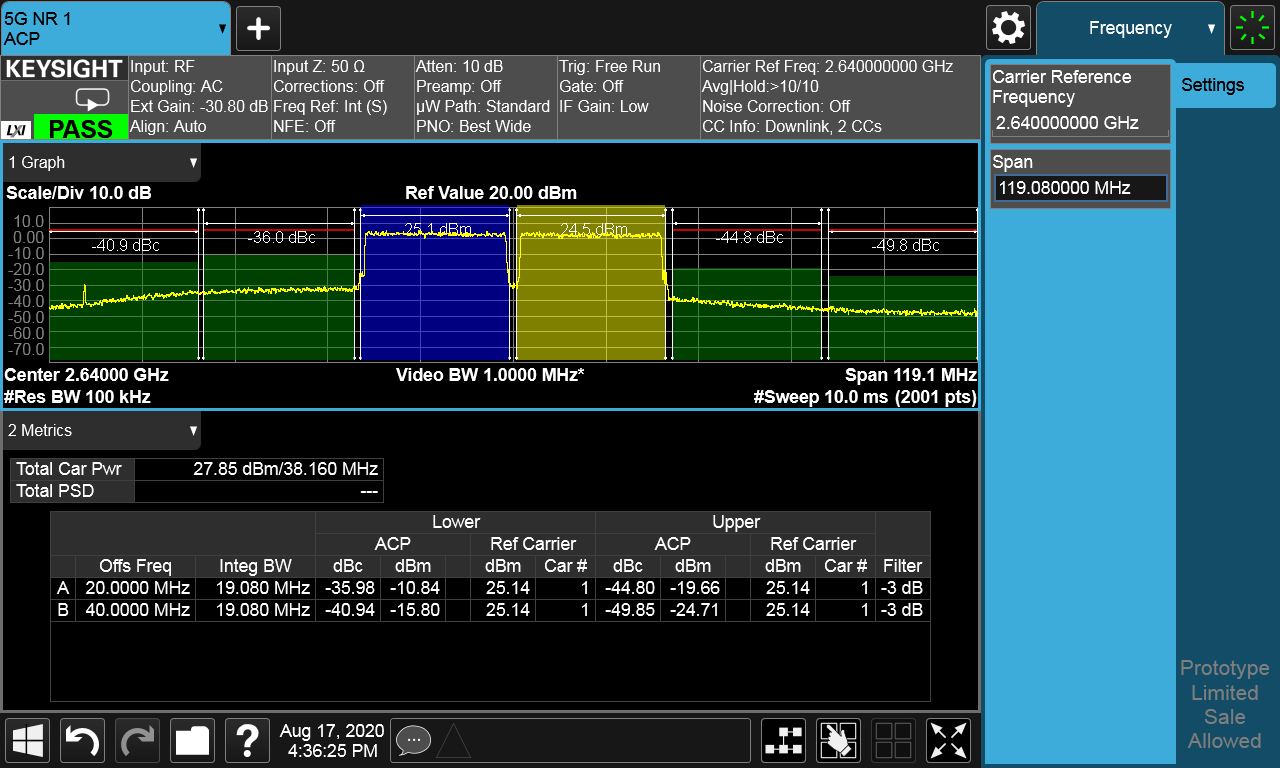 5G NR 1
ACP
Frequency
KEYSIGHT
LXI
PASS
Input: RF
Coupling: AC
Ext Gain: -30.80 dB
Align: Auto
Input Z: 50 Ω
Corrections: Off
Freq Ref: Int (S)
NFE: Off
Atten: 10 dB
Preamp: Off
µW Path: Standard
PNO: Best Wide
Trig: Free Run
Gate: Off
IF Gain: Low
Carrier Ref Freq: 2.640000000 GHz
Avg|Hold:>10/10
Noise Correction: Off
CC Info: Downlink, 2 CCs
Carrier Reference
Frequency
2.640000000 GHz
Span
119.080000 MHz
Settings
1 Graph
Scale/Div 10.0 dB Ref Value 20.00 dBm
10.0
0.00
-10.0
-20.0
-30.0
-40.0
-50.0
-60.0
-70.0
-40.9 dBc -36.0 dBc 25.1 dBm 24.5 dBm -44.8 dBc -49.8 dBc
Center 2.64000 GHz Video BW 1.0000 MHz* Span 119.1 MHz
#Res BW 100 kHz #Sweep 10.0 ms (2001 pts)
2 Metrics
Total Car Pwr 27.85 dBm/38.160 MHz
Total PSD ---
Lower Upper
ACP Ref Carrier ACP Ref Carrier
Offs Freq Integ BW dBc dBm dBm Car # dBc dBm dBm Car # Filter
A 20.0000 MHz 19.080 MHz -35.98 -10.84 25.14 1 -44.80 -19.66 25.14 1 -3 dB
B 40.0000 MHz 19.080 MHz -40.94 -15.80 25.14 1 -49.85 -24.71 25.14 1 -3 dB
Prototype
Limited
Sale
Allowed
?
Aug 17, 2020
4:36:25 PM